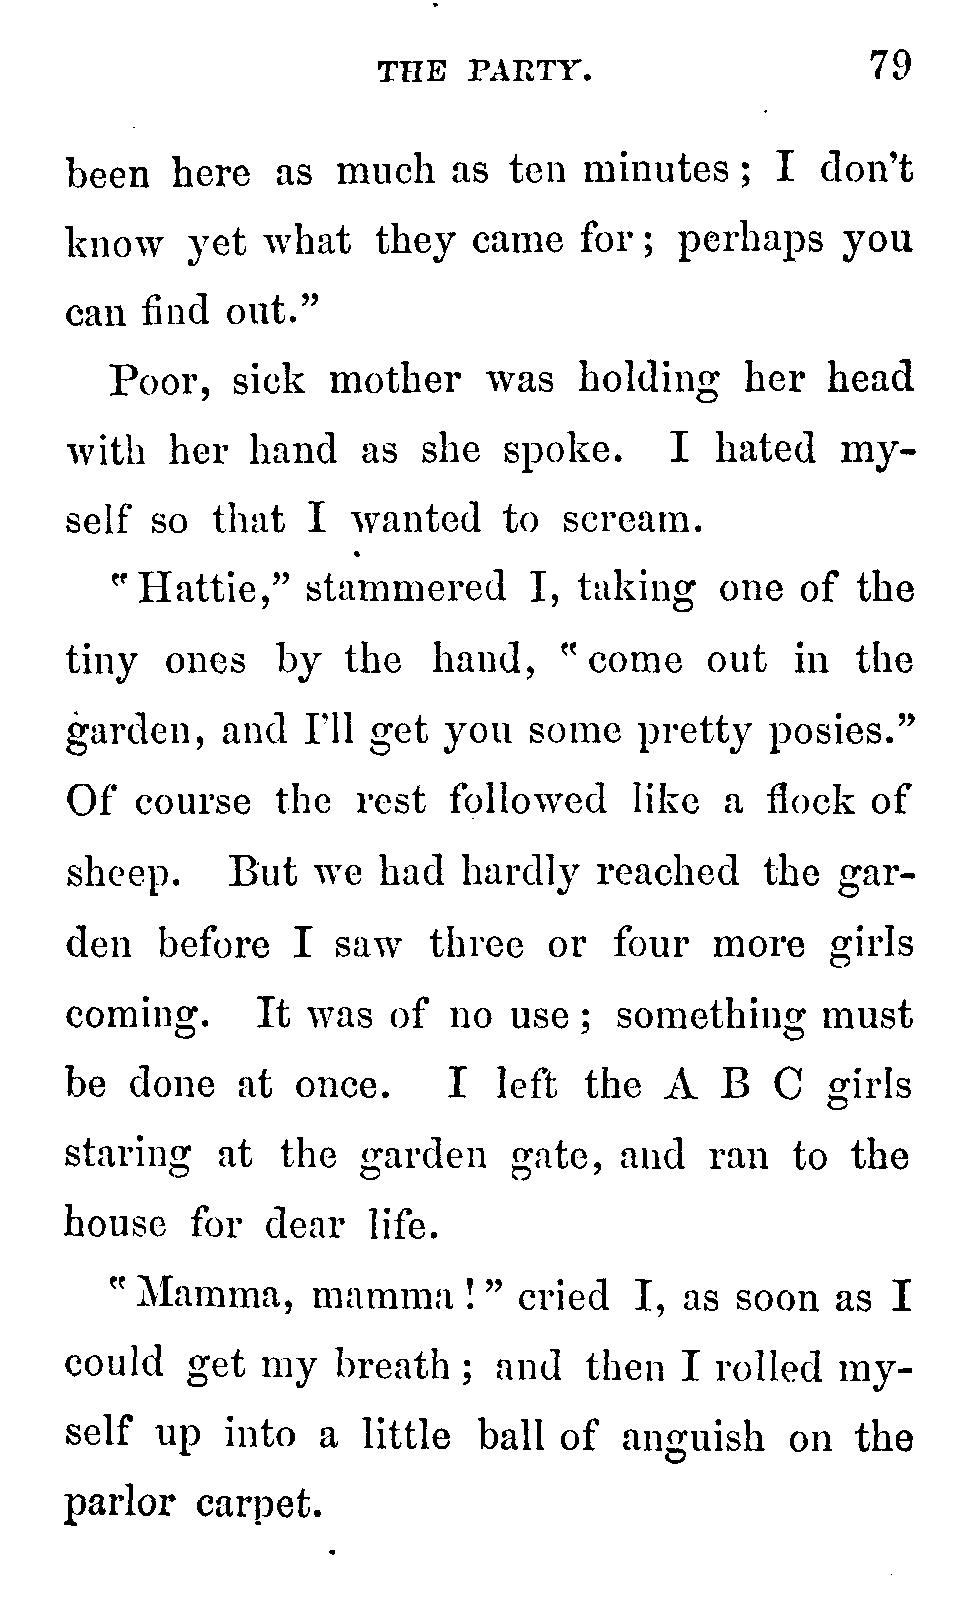 THE PARTY. 79
been here as much as ten minutes; I don't
know yet what they came for; perhaps you
can find out."
Poor, sick mother was holding her head
with her hand as she spoke. I hated my-
self so that I wanted to scream.
"Hattie," stammered I, taking one of the
tiny ones by the hand, "come out in the
garden, and I'll get you some pretty posies."
Of course the rest followed like a flock of
sheep. But we had hardly reached the gar-
den before I saw three or four more girls
coming. It was of no use; something must
be done at once. I left the A B C girls
staring at the garden gate, and ran to the
house for dear life.
"Mamma, mamma!" cried I, as soon as I
could get my breath; and then I rolled my-
self up into a little ball of anguish on the
parlor carpet.